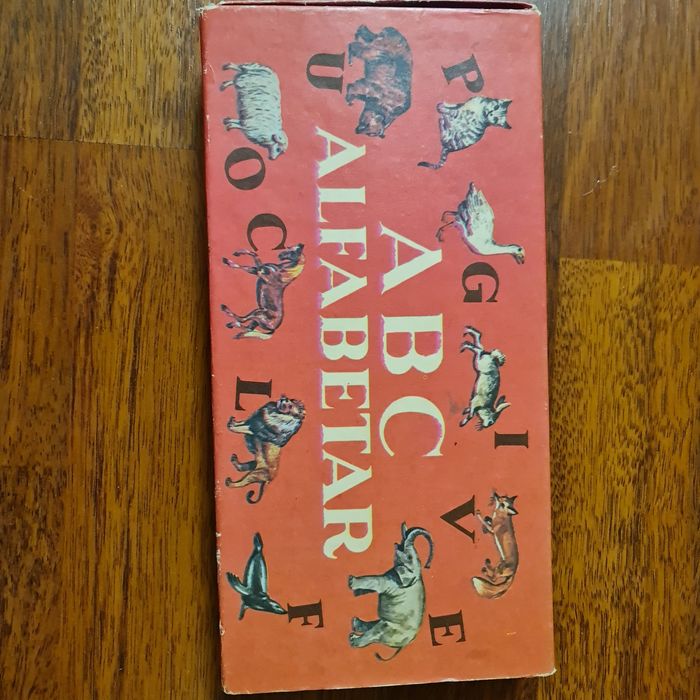 P G I V E
ABC
U ALFABETAR
O C L F